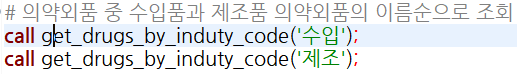 # 의약외품 중 수입품과 제조품 의약외품의 이름순으로 조회
call get_drugs_by_induty_code('수입');
call get_drugs_by_induty_code('제조');